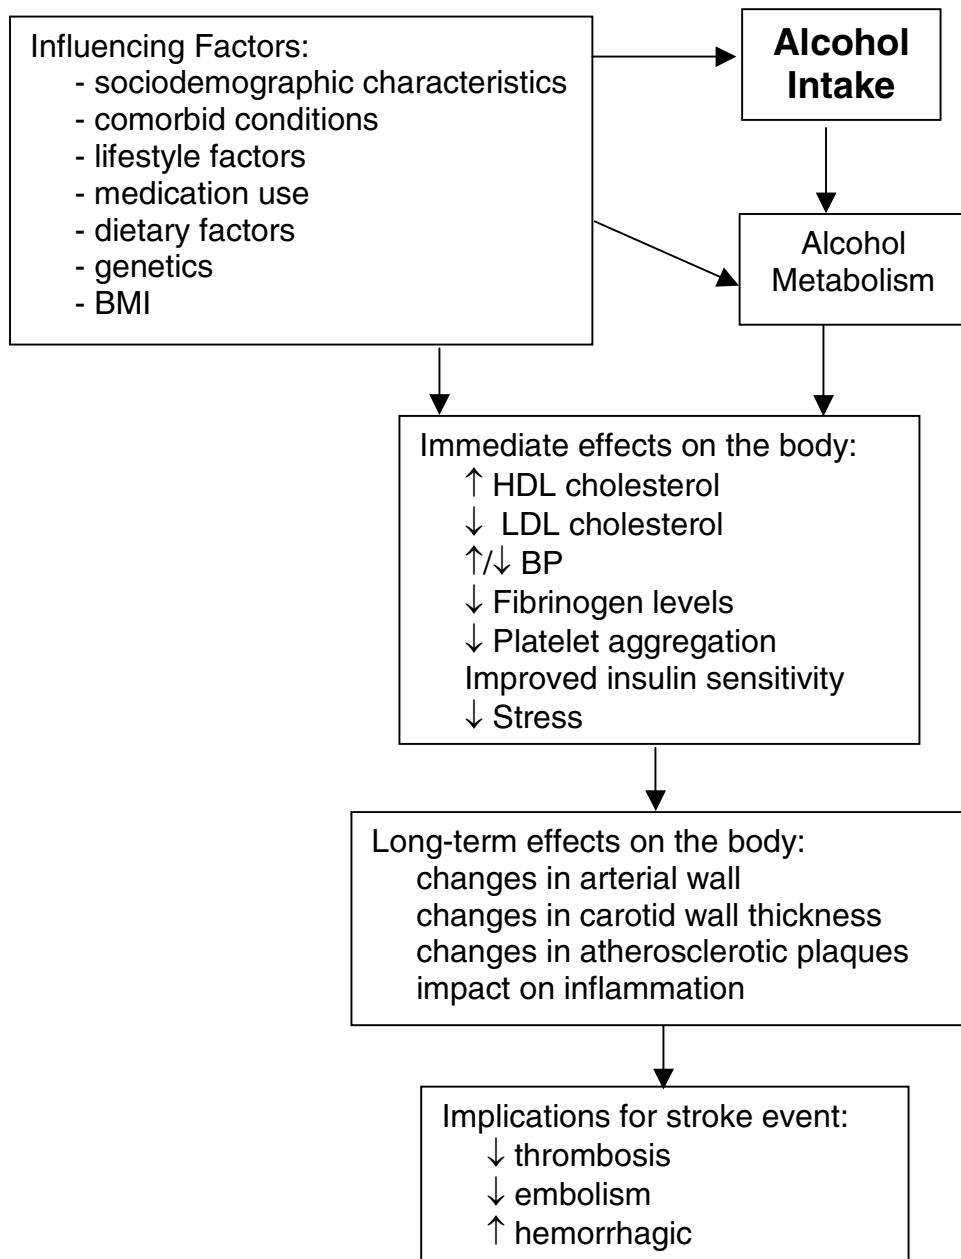 Influencing Factors:
- sociodemographic characteristics
- comorbid conditions
- lifestyle factors
- medication use
- dietary factors
- genetics
- BMI
Alcohol
Intake
Alcohol
Metabolism
Immediate effects on the body:
↑ HDL cholesterol
↓ LDL cholesterol
↑/↓ BP
↓ Fibrinogen levels
↓ Platelet aggregation
Improved insulin sensitivity
↓ Stress
Long-term effects on the body:
changes in arterial wall
changes in carotid wall thickness
changes in atherosclerotic plaques
impact on inflammation
Implications for stroke event:
↓ thrombosis
↓ embolism
↑ hemorrhagic